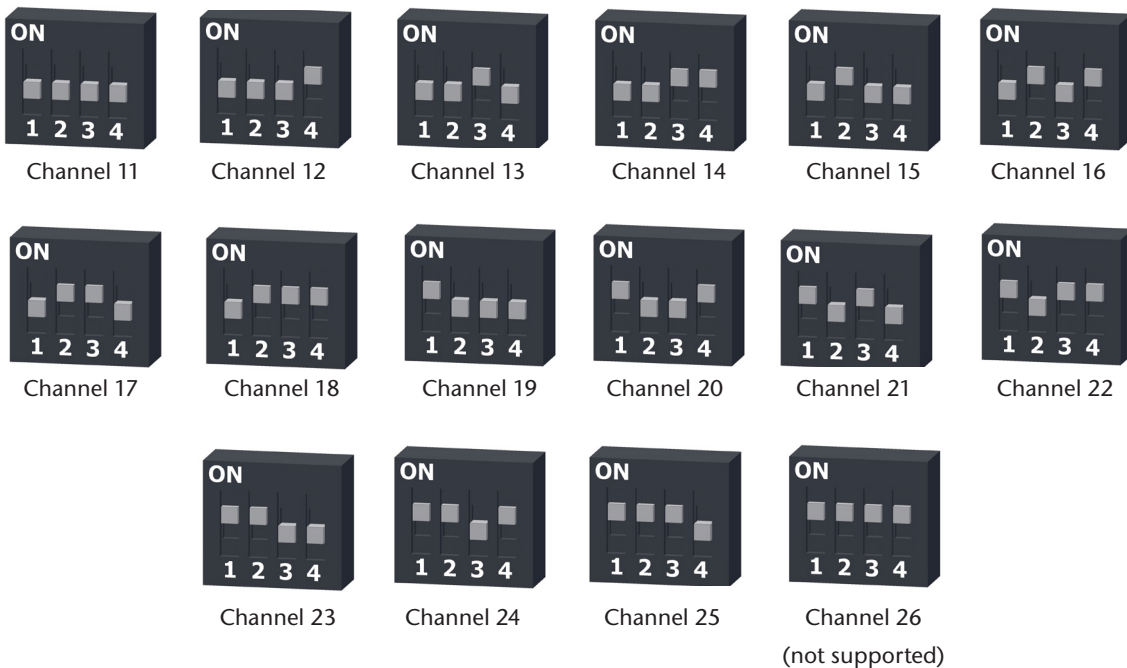 ON
1 2 3 4
Channel 11
ON
1 2 3 4
Channel 12
ON
1 2 3 4
Channel 13
ON
1 2 3 4
Channel 14
ON
1 2 3 4
Channel 15
ON
1 2 3 4
Channel 16
ON
1 2 3 4
Channel 17
ON
1 2 3 4
Channel 18
ON
1 2 3 4
Channel 19
ON
1 2 3 4
Channel 20
ON
1 2 3 4
Channel 21
ON
1 2 3 4
Channel 22
ON
1 2 3 4
Channel 23
ON
1 2 3 4
Channel 24
ON
1 2 3 4
Channel 25
ON
1 2 3 4
Channel 26
(not supported)